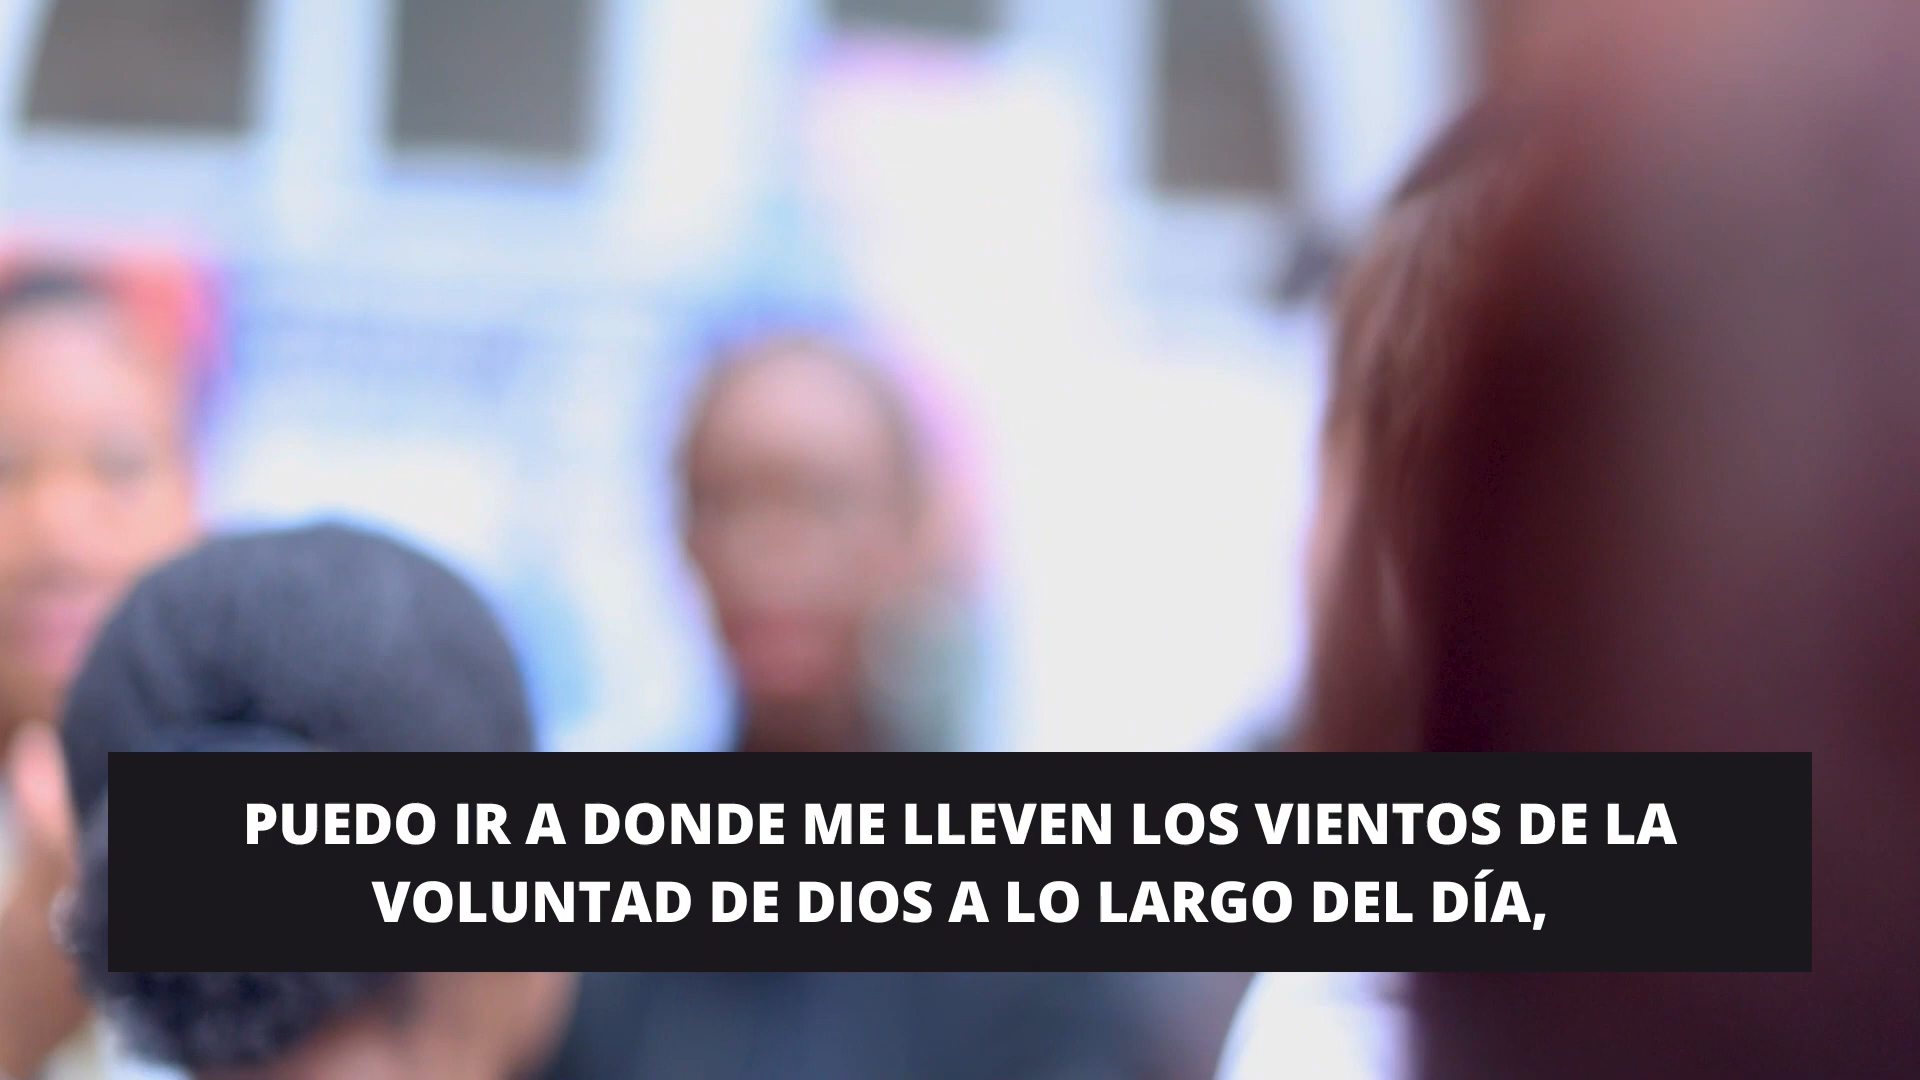 PUEDO IR A DONDE ME LLEVEN LOS VIENTOS DE LA
VOLUNTAD DE DIOS A LO LARGO DEL DÍA,